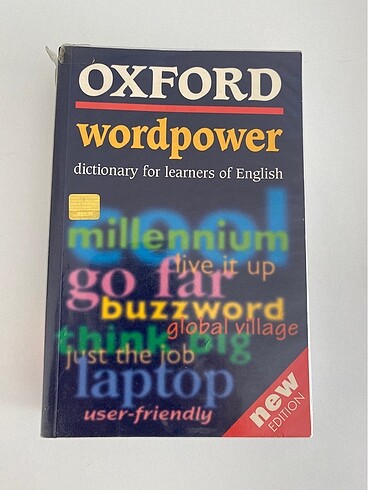 OXFORD
wordpower
dictionary for learners of English
cool
millennium
live it up
go far
buzzword
global village
think big
just the job
laptop
user-friendly
new
EDITION